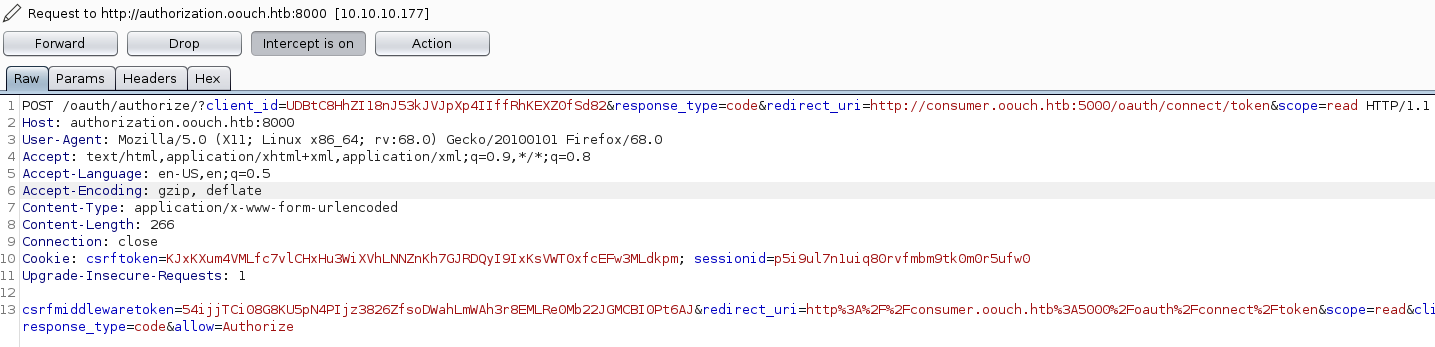 Request to http://authorization.oouch.htb:8000 [10.10.10.177]
Forward Drop Intercept is on Action
Raw Params Headers Hex
1 POST /oauth/authorize/?client_id=UDBtC8HhZI18nJ53kJVJpXp4IIffRhKEXZ0fSd82&response_type=code&redirect_uri=http://consumer.oouch.htb:5000/oauth/connect/token&scope=read HTTP/1.1
2 Host: authorization.oouch.htb:8000
3 User-Agent: Mozilla/5.0 (X11; Linux x86_64; rv:68.0) Gecko/20100101 Firefox/68.0
4 Accept: text/html,application/xhtml+xml,application/xml;q=0.9,*/*;q=0.8
5 Accept-Language: en-US,en;q=0.5
6 Accept-Encoding: gzip, deflate
7 Content-Type: application/x-www-form-urlencoded
8 Content-Length: 266
9 Connection: close
10 Cookie: csrftoken=KJxKXum4VMLfc7vlCHxHu3WiXVhLNNZnKh7GJRDQyI9IxKsVWT0xfcEFw3MLdkpm; sessionid=p5i9ul7n1uiq80rvfmbm9tk0m0r5ufw0
11 Upgrade-Insecure-Requests: 1
12
13 csrfmiddlewaretoken=54ijjTCi08G8KU5pN4PIjz3826ZfsoDWahLmWAh3r8EMLRe0Mb22JGMCBI0Pt6AJ&redirect_uri=http%3A%2F%2Fconsumer.oouch.htb%3A5000%2Foauth%2Fconnect%2Ftoken&scope=read&cli
response_type=code&allow=Authorize